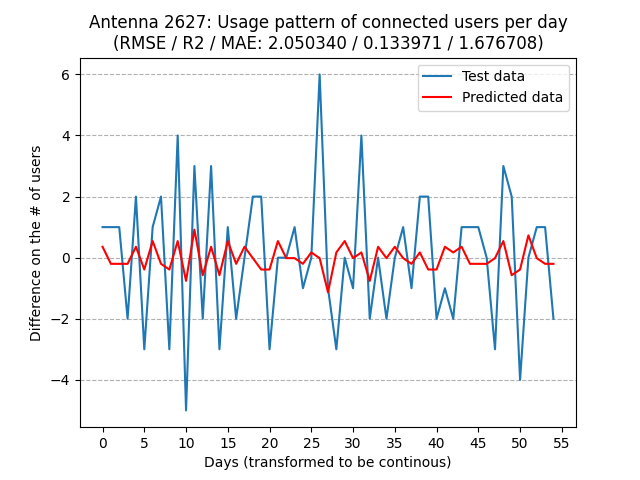 Antenna 2627: Usage pattern of connected users per day
(RMSE / R2 / MAE: 2.050340 / 0.133971 / 1.676708)
Test data
Predicted data
Difference on the # of users
6
4
2
0
−2
−4
0 5 10 15 20 25 30 35 40 45 50 55
Days (transformed to be continous)